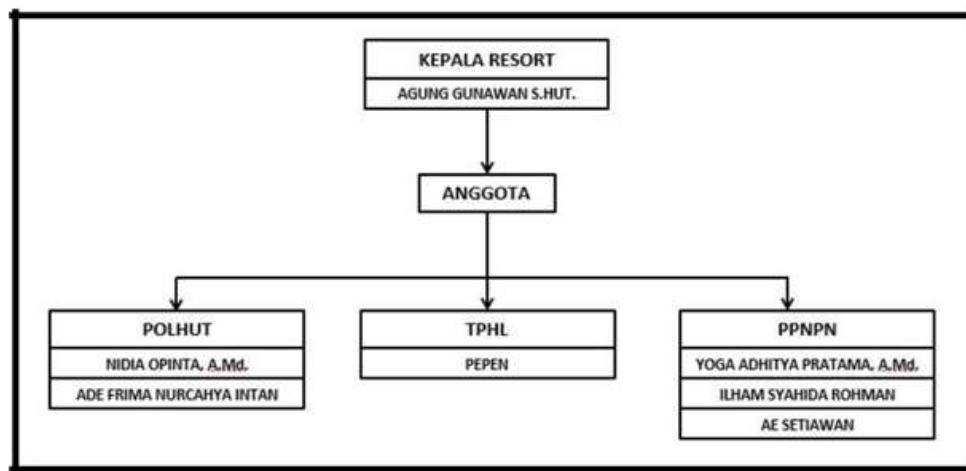 KEPALA RESORT
AGUNG GUNAWAN S.HUT.
ANGGOTA
POLHUT
NIDIA OPINTA, A.Md.
ADE FRIMA NURCAHYA INTAN
TPHL
PEPEN
PPNPN
YOGA ADHITYA PRATAMA, A.Md.
ILHAM SYAHIDA ROHMAN
AE SETIAWAN